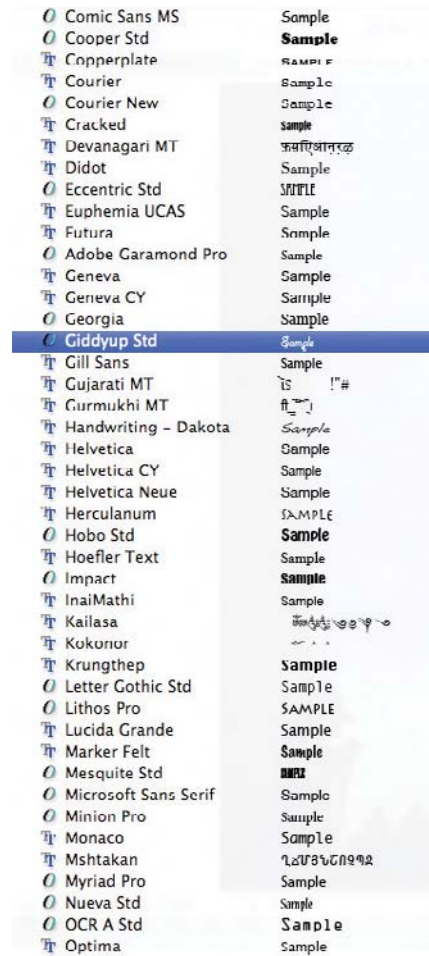 Comic Sans MS Sample
Cooper Std Sample
Copperplate SAMPLE
Courier Sample
Courier New Sample
Cracked Sample
Devanagari MT
Didot Sample
Eccentric Std SAMPLE
Euphemia UCAS Sample
Futura Sample
Adobe Garamond Pro Sample
Geneva Sample
Geneva CY Sample
Georgia Sample
Giddyup Std Sample
Gill Sans Sample
Gujarati MT
Gurmukhi MT
Handwriting – Dakota Sample
Helvetica Sample
Helvetica CY Sample
Helvetica Neue Sample
Herculanum SAMPLE
Hobo Std Sample
Hoefler Text Sample
Impact Sample
InaiMathi Sample
Kailasa
Kokonor
Krungthep Sample
Letter Gothic Std Sample
Lithos Pro SAMPLE
Lucida Grande Sample
Marker Felt Sample
Mesquite Std SAMPLE
Microsoft Sans Serif Sample
Minion Pro Sample
Monaco Sample
Mshtakan
Myriad Pro Sample
Nueva Std Sample
OCR A Std Sample
Optima Sample